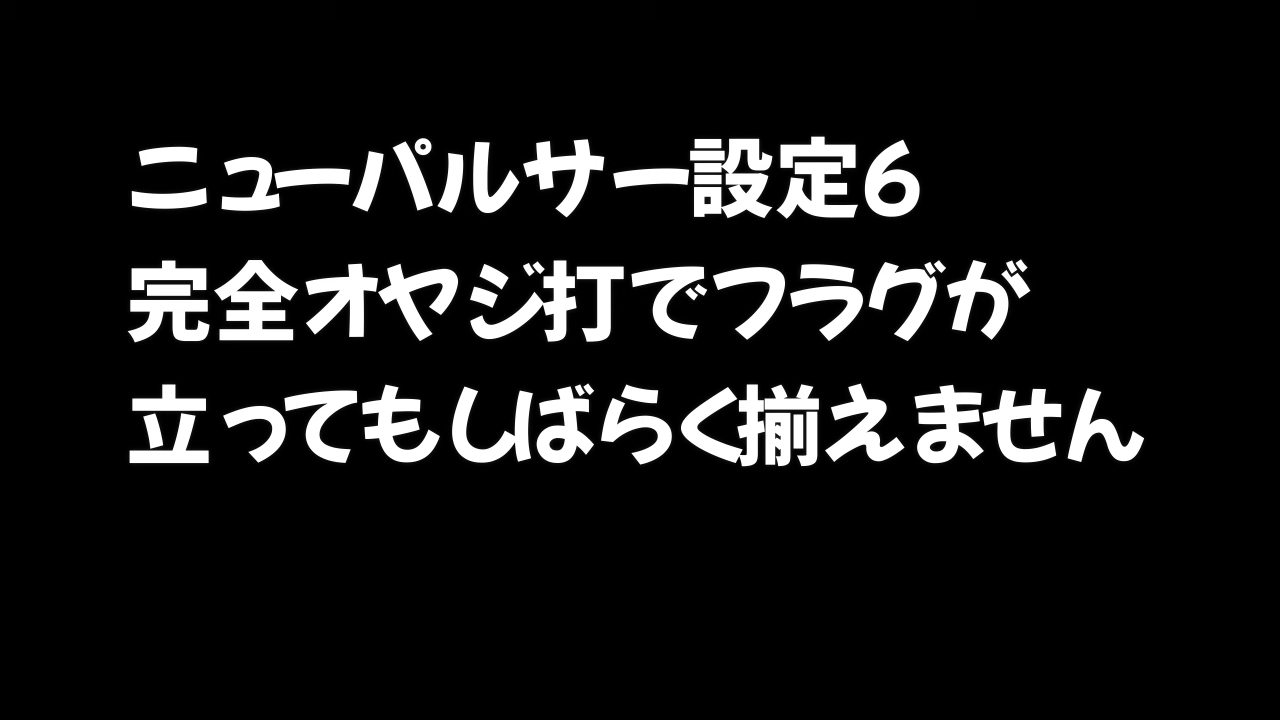 ニューパルサー設定6
完全オヤジ打でフラグが
立ってもしばらく揃えません